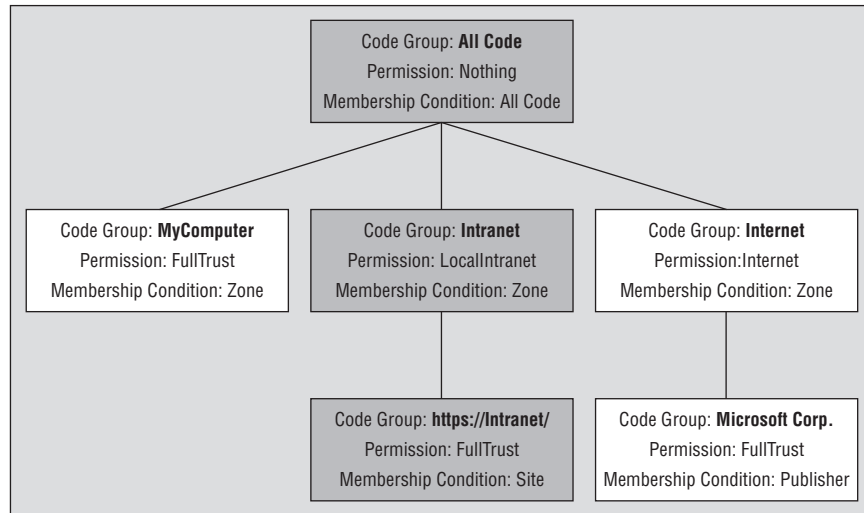 Code Group: All Code
Permission: Nothing
Membership Condition: All Code
Code Group: MyComputer
Permission: FullTrust
Membership Condition: Zone
Code Group: Intranet
Permission: LocalIntranet
Membership Condition: Zone
Code Group: Internet
Permission:Internet
Membership Condition: Zone
Code Group: https://Intranet/
Permission: FullTrust
Membership Condition: Site
Code Group: Microsoft Corp.
Permission: FullTrust
Membership Condition: Publisher